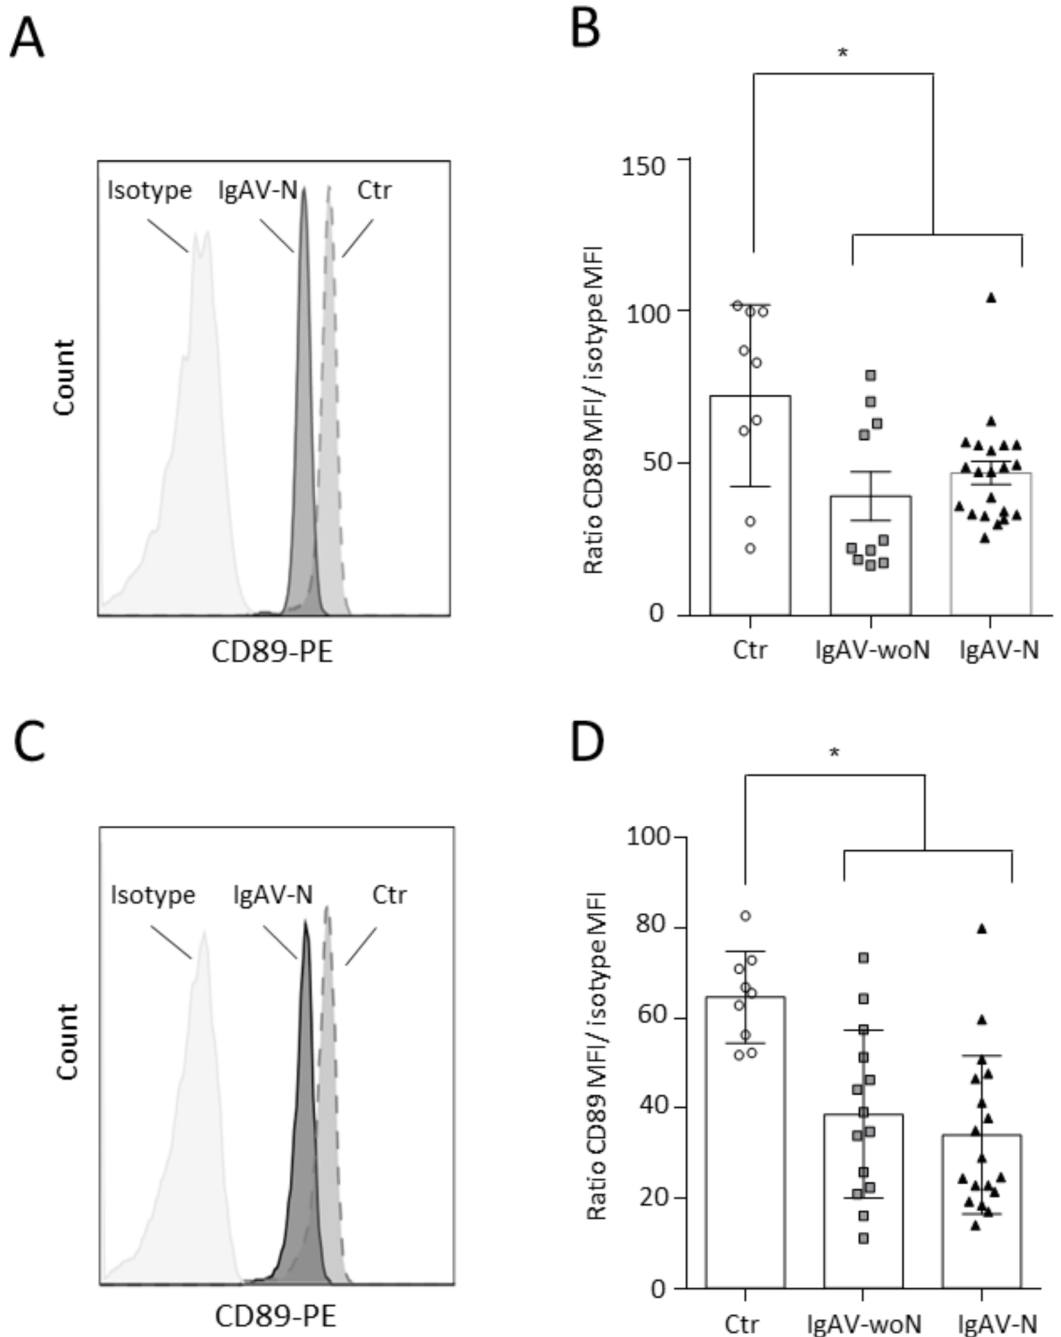 A
Isotype IgAV-N Ctr
Count
CD89-PE
B
*
150
100
50
0
Ratio CD89 MFI/ isotype MFI
Ctr IgAV-woN IgAV-N
C
Isotype IgAV-N Ctr
Count
CD89-PE
D
*
100
80
60
40
20
0
Ratio CD89 MFI/ isotype MFI
Ctr IgAV-woN IgAV-N